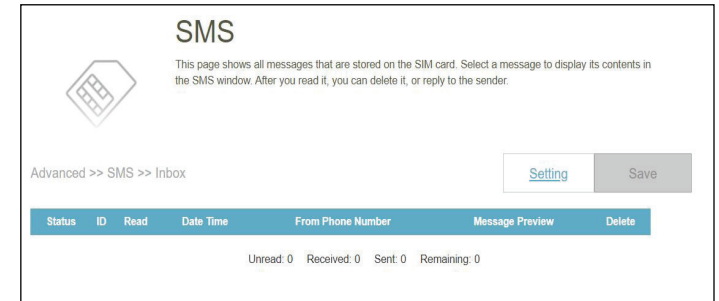 SMS
This page shows all messages that are stored on the SIM card. Select a message to display its contents in
the SMS window. After you read it, you can delete it, or reply to the sender.
Advanced >> SMS >> Inbox
Setting Save
Status ID Read Date Time From Phone Number Message Preview Delete
Unread: 0 Received: 0 Sent: 0 Remaining: 0